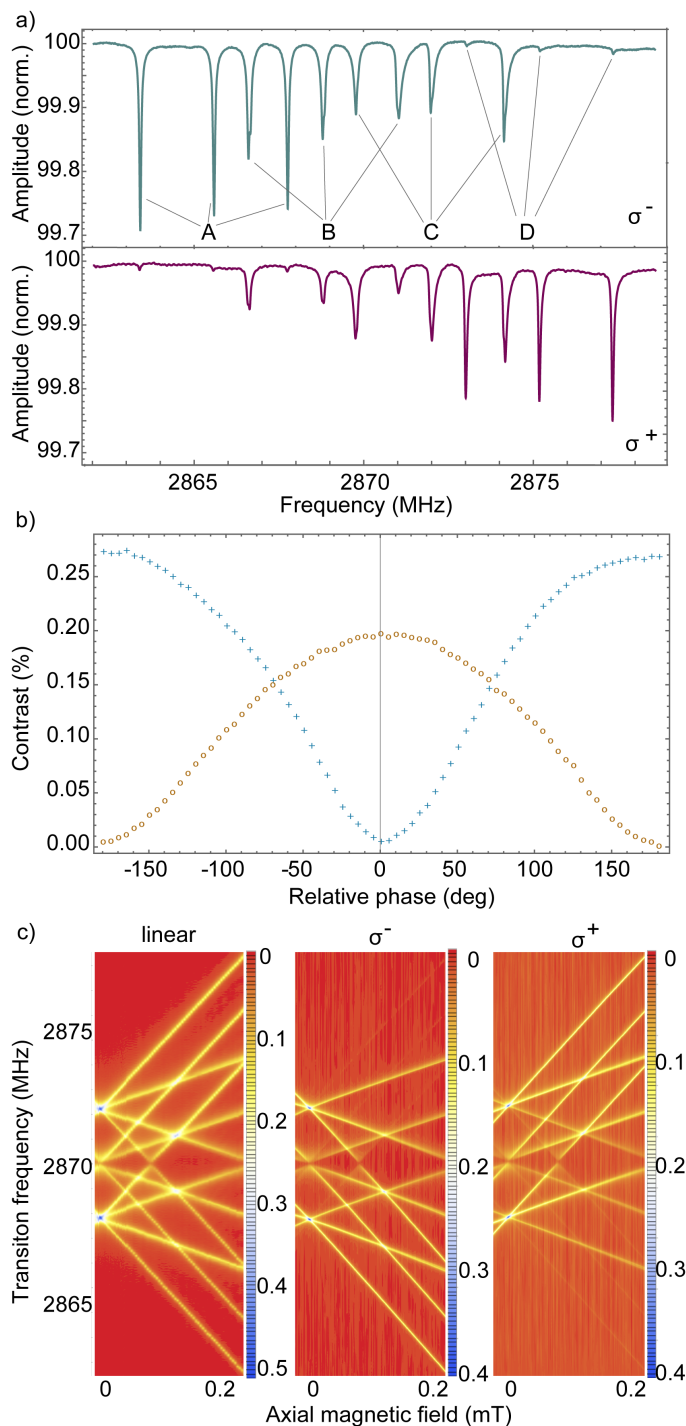 a)
100
99.9
99.8
99.7
Amplitude (norm.)
A
B
C
D
σ-
100
99.9
99.8
99.7
Amplitude (norm.)
σ+
2865
2870
2875
Frequency (MHz)
b)
0.25
0.20
0.15
0.10
0.05
0.00
Contrast (%)
-150
-100
-50
0
50
100
150
Relative phase (deg)
c)
linear
σ-
σ+
2875
2870
2865
Transiton frequency (MHz)
0
0.1
0.2
0.3
0.4
0.5
0
0.1
0.2
0.3
0.4
0
0.1
0.2
0.3
0.4
0
0.2
0
0.2
0
0.2
Axial magnetic field (mT)